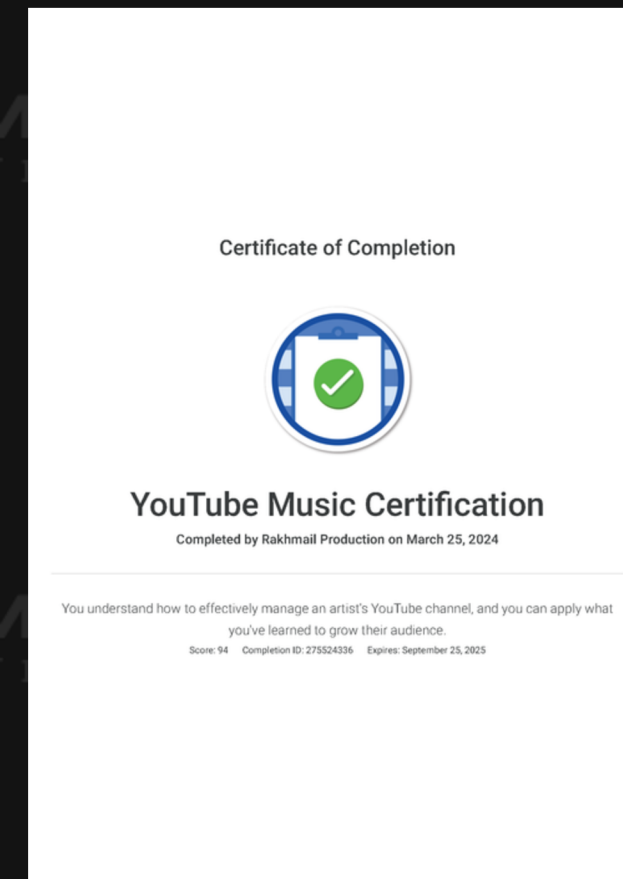 Certificate of Completion
YouTube Music Certification
Completed by Rakhmail Production on March 25, 2024
You understand how to effectively manage an artist's YouTube channel, and you can apply what
you've learned to grow their audience.
Score: 94 Completion ID: 275524336 Expires: September 25, 2025